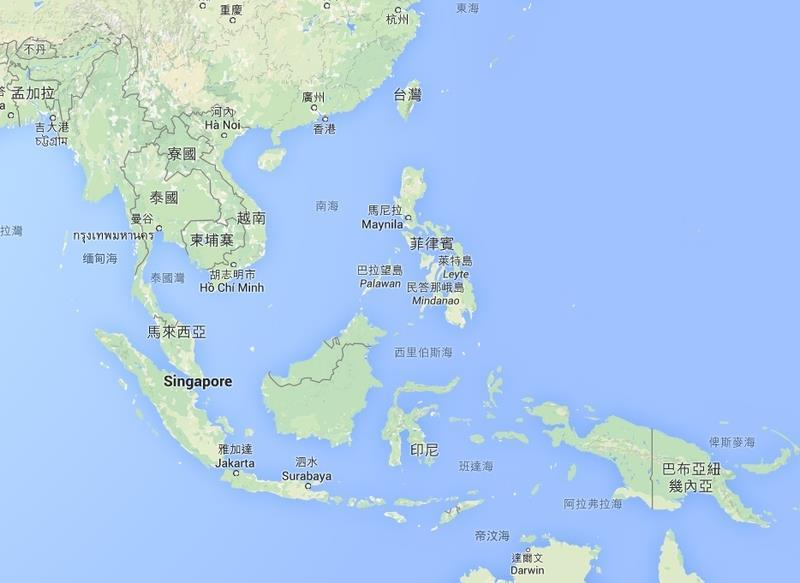 重慶
杭州
東海
不丹
孟加拉
吉大港
চট্টগ্রাম
廣州
香港
台灣
河內
Hà Nội
寮國
泰國
曼谷
กรุงเทพมหานคร
越南
柬埔寨
南海
馬尼拉
Maynila
菲律賓
缅甸海
泰國灣
胡志明市
Hồ Chí Minh
巴拉望島
Palawan
萊特島
Leyte
民答那峨島
Mindanao
拉灣
馬來西亞
西里伯斯海
Singapore
雅加達
Jakarta
泗水
Surabaya
印尼
班達海
俾斯麥海
巴布亞紐
幾內亞
阿拉弗拉海
帝汶海
達爾文
Darwin